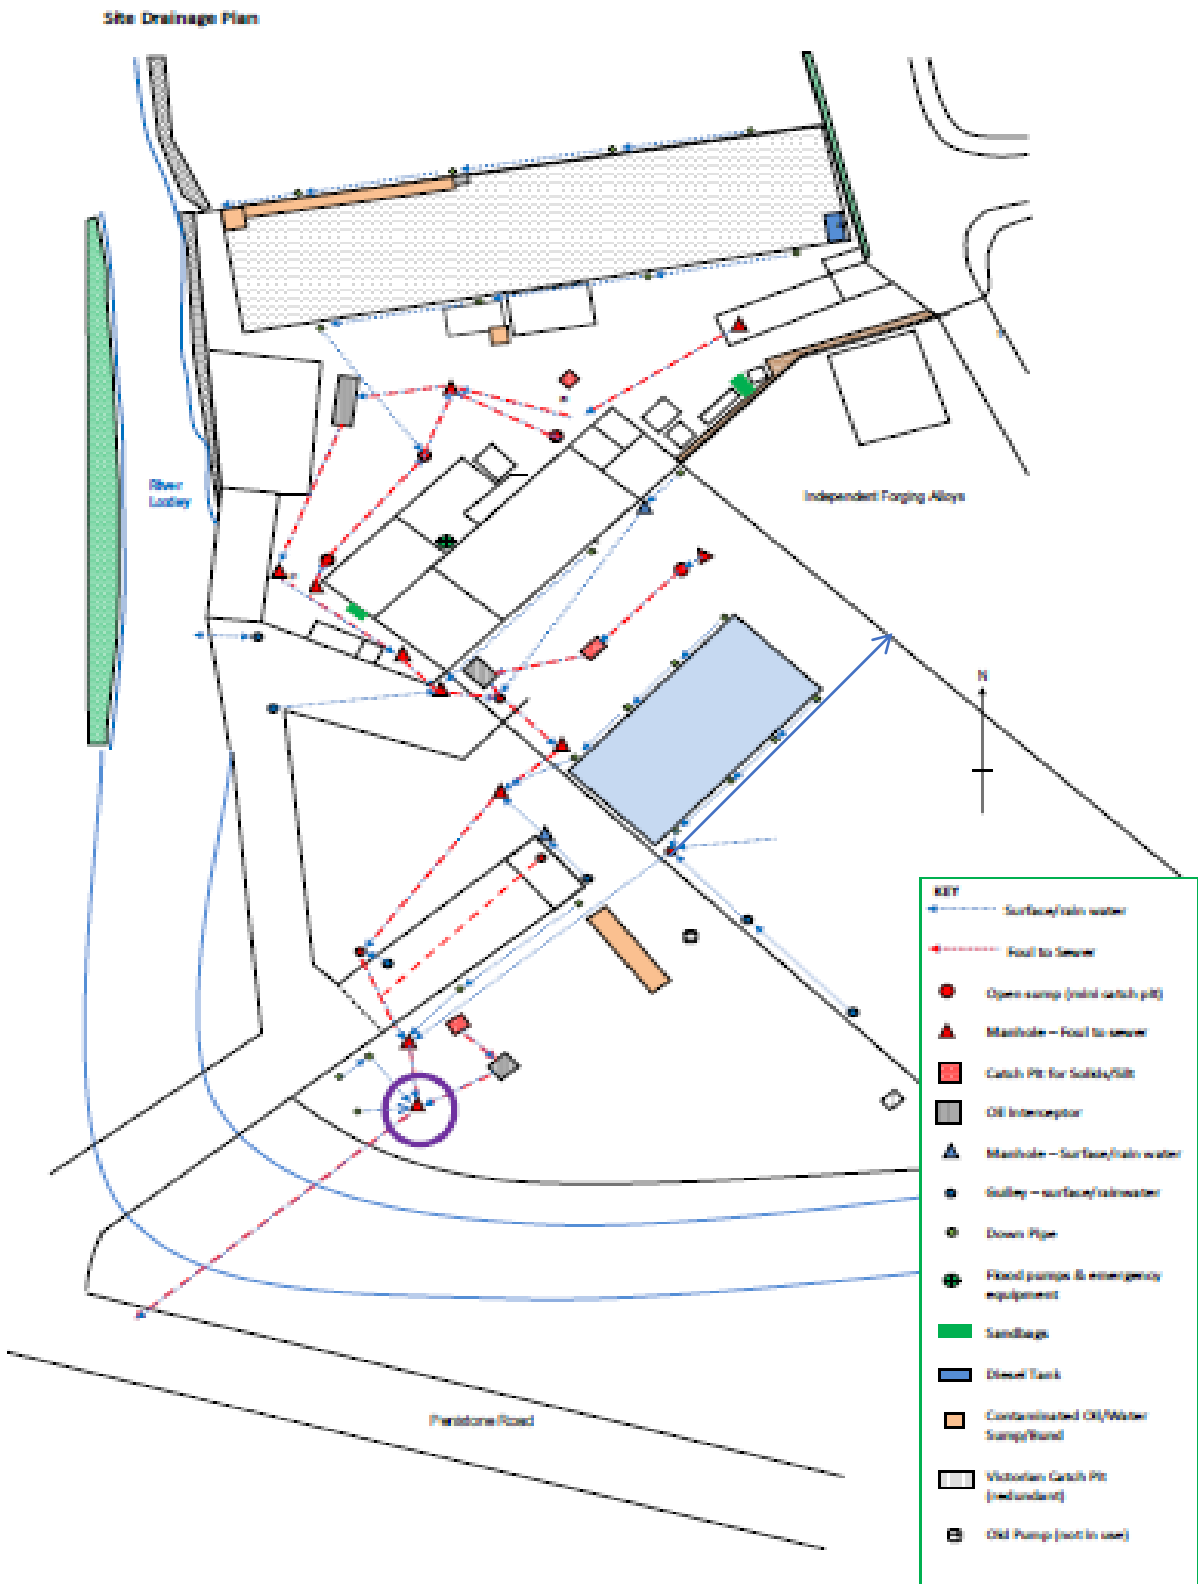 Site Drainage Plan
River
Loxley
Independent Forging Alloys
N
KEY
Surface/rain water
Foul to Sewer
Open sump (mini catch pit)
Manhole – Foul to sewer
Catch Pit for Solids/Silt
Oil Interceptor
Manhole – Surface/rain water
Gulley – surface/rainwater
Down Pipe
Flood pumps & emergency
equipment
Sandbags
Diesel Tank
Contaminated Oil/Water
Sump/Bund
Victorian Catch Pit
(redundant)
Old Pump (not in use)
Penistone Road